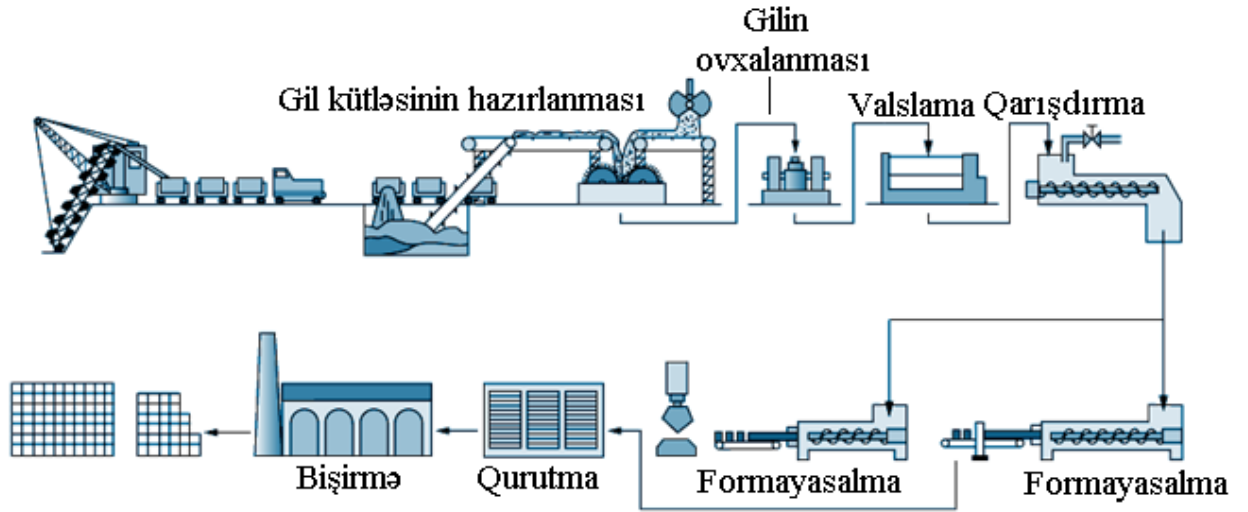 Gilin
ovxalanması
Gil kütləsinin hazırlanması
Valslama
Qarışdırma
Bişirmə
Qurutma
Formayasalma
Formayasalma